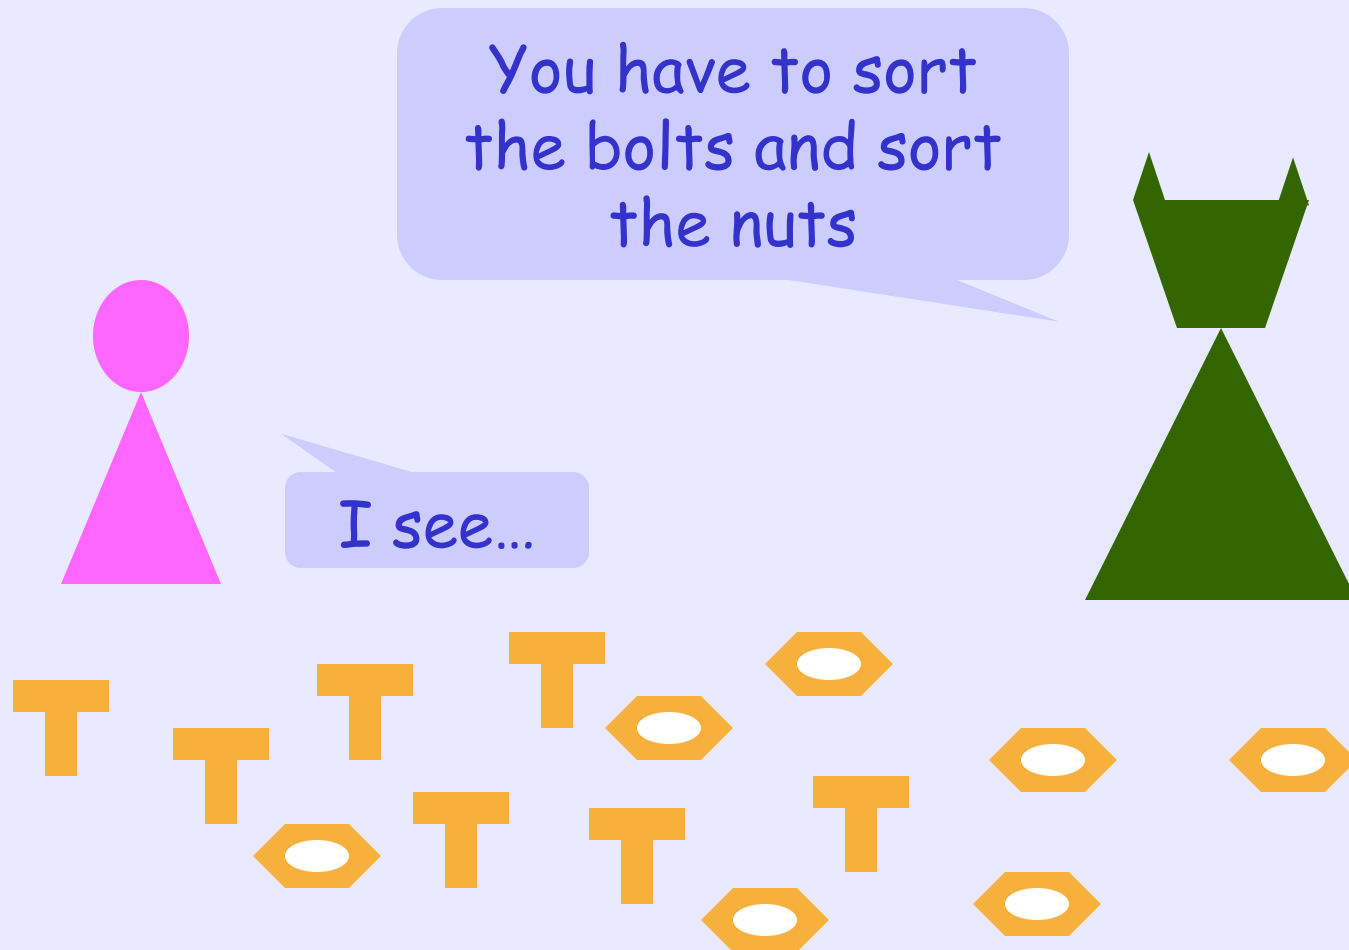 You have to sort
the bolts and sort
the nuts
I see...